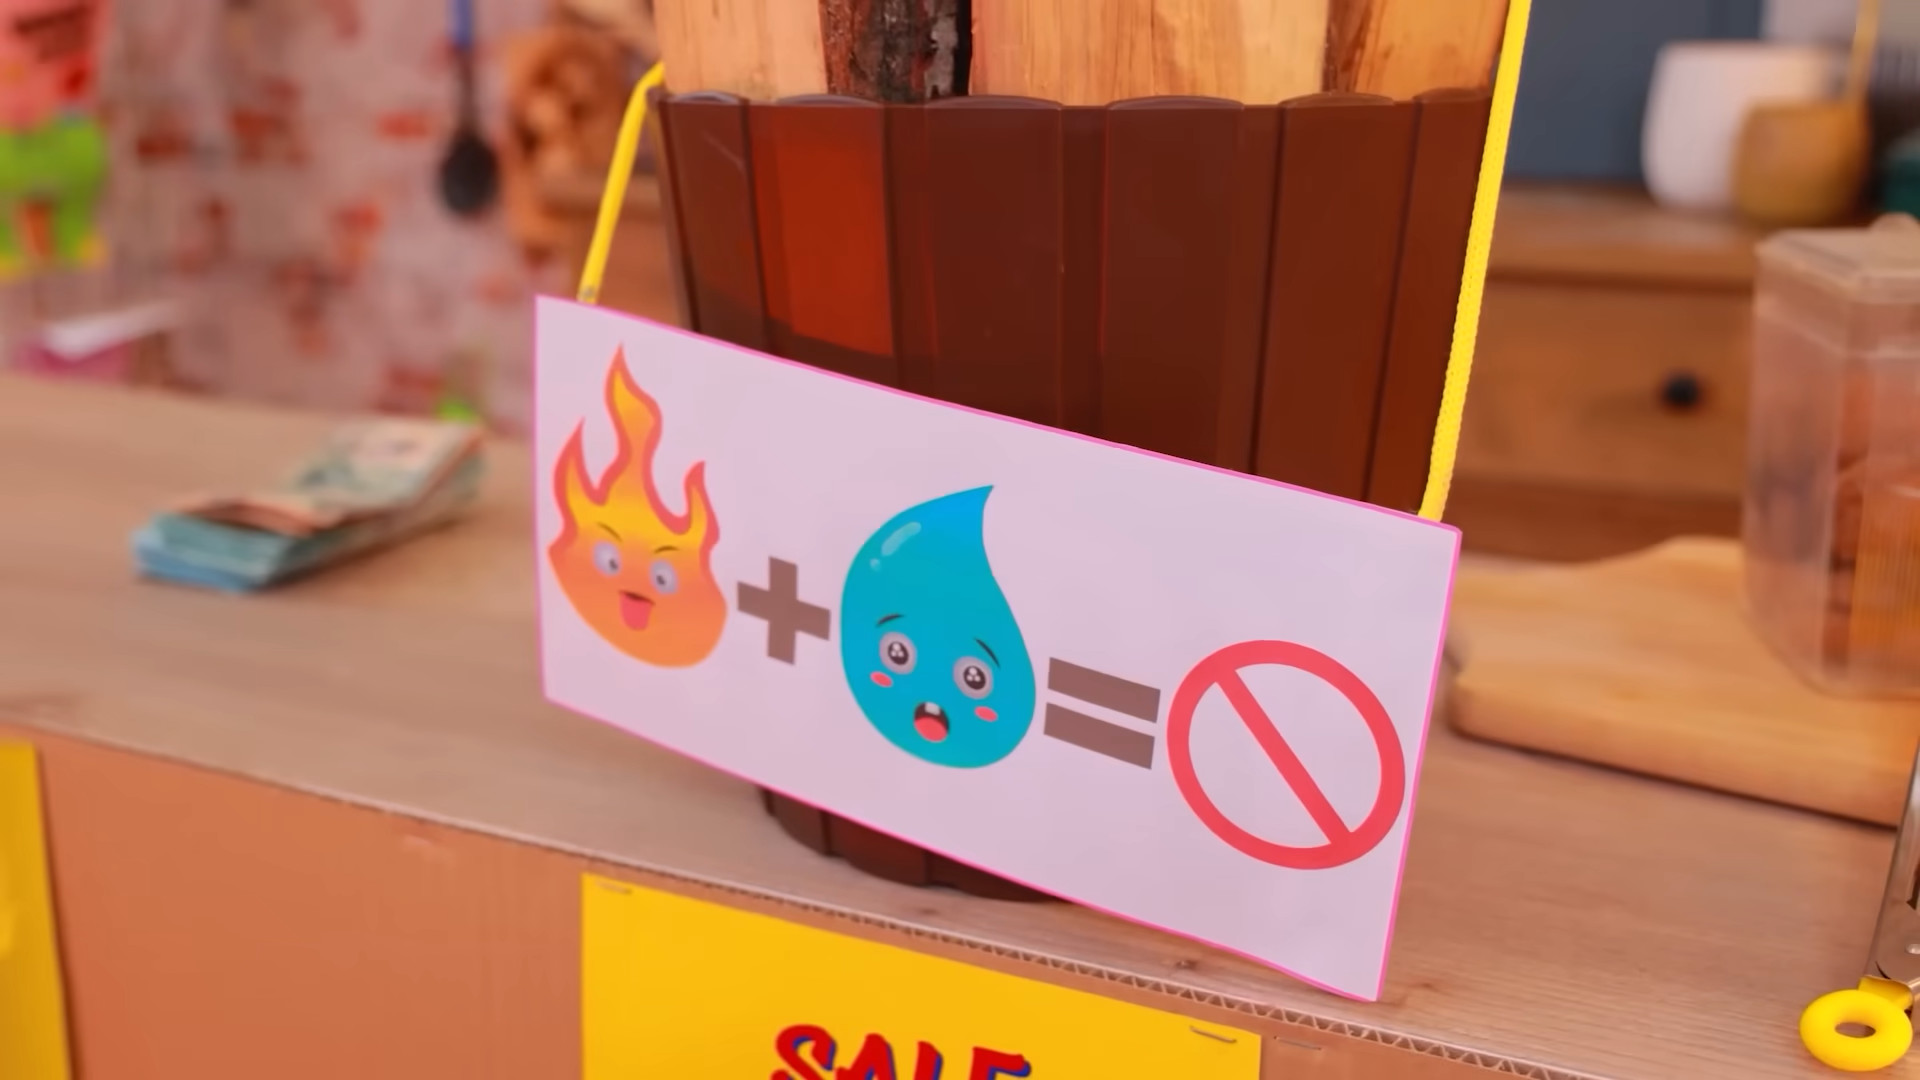 + =
SALE